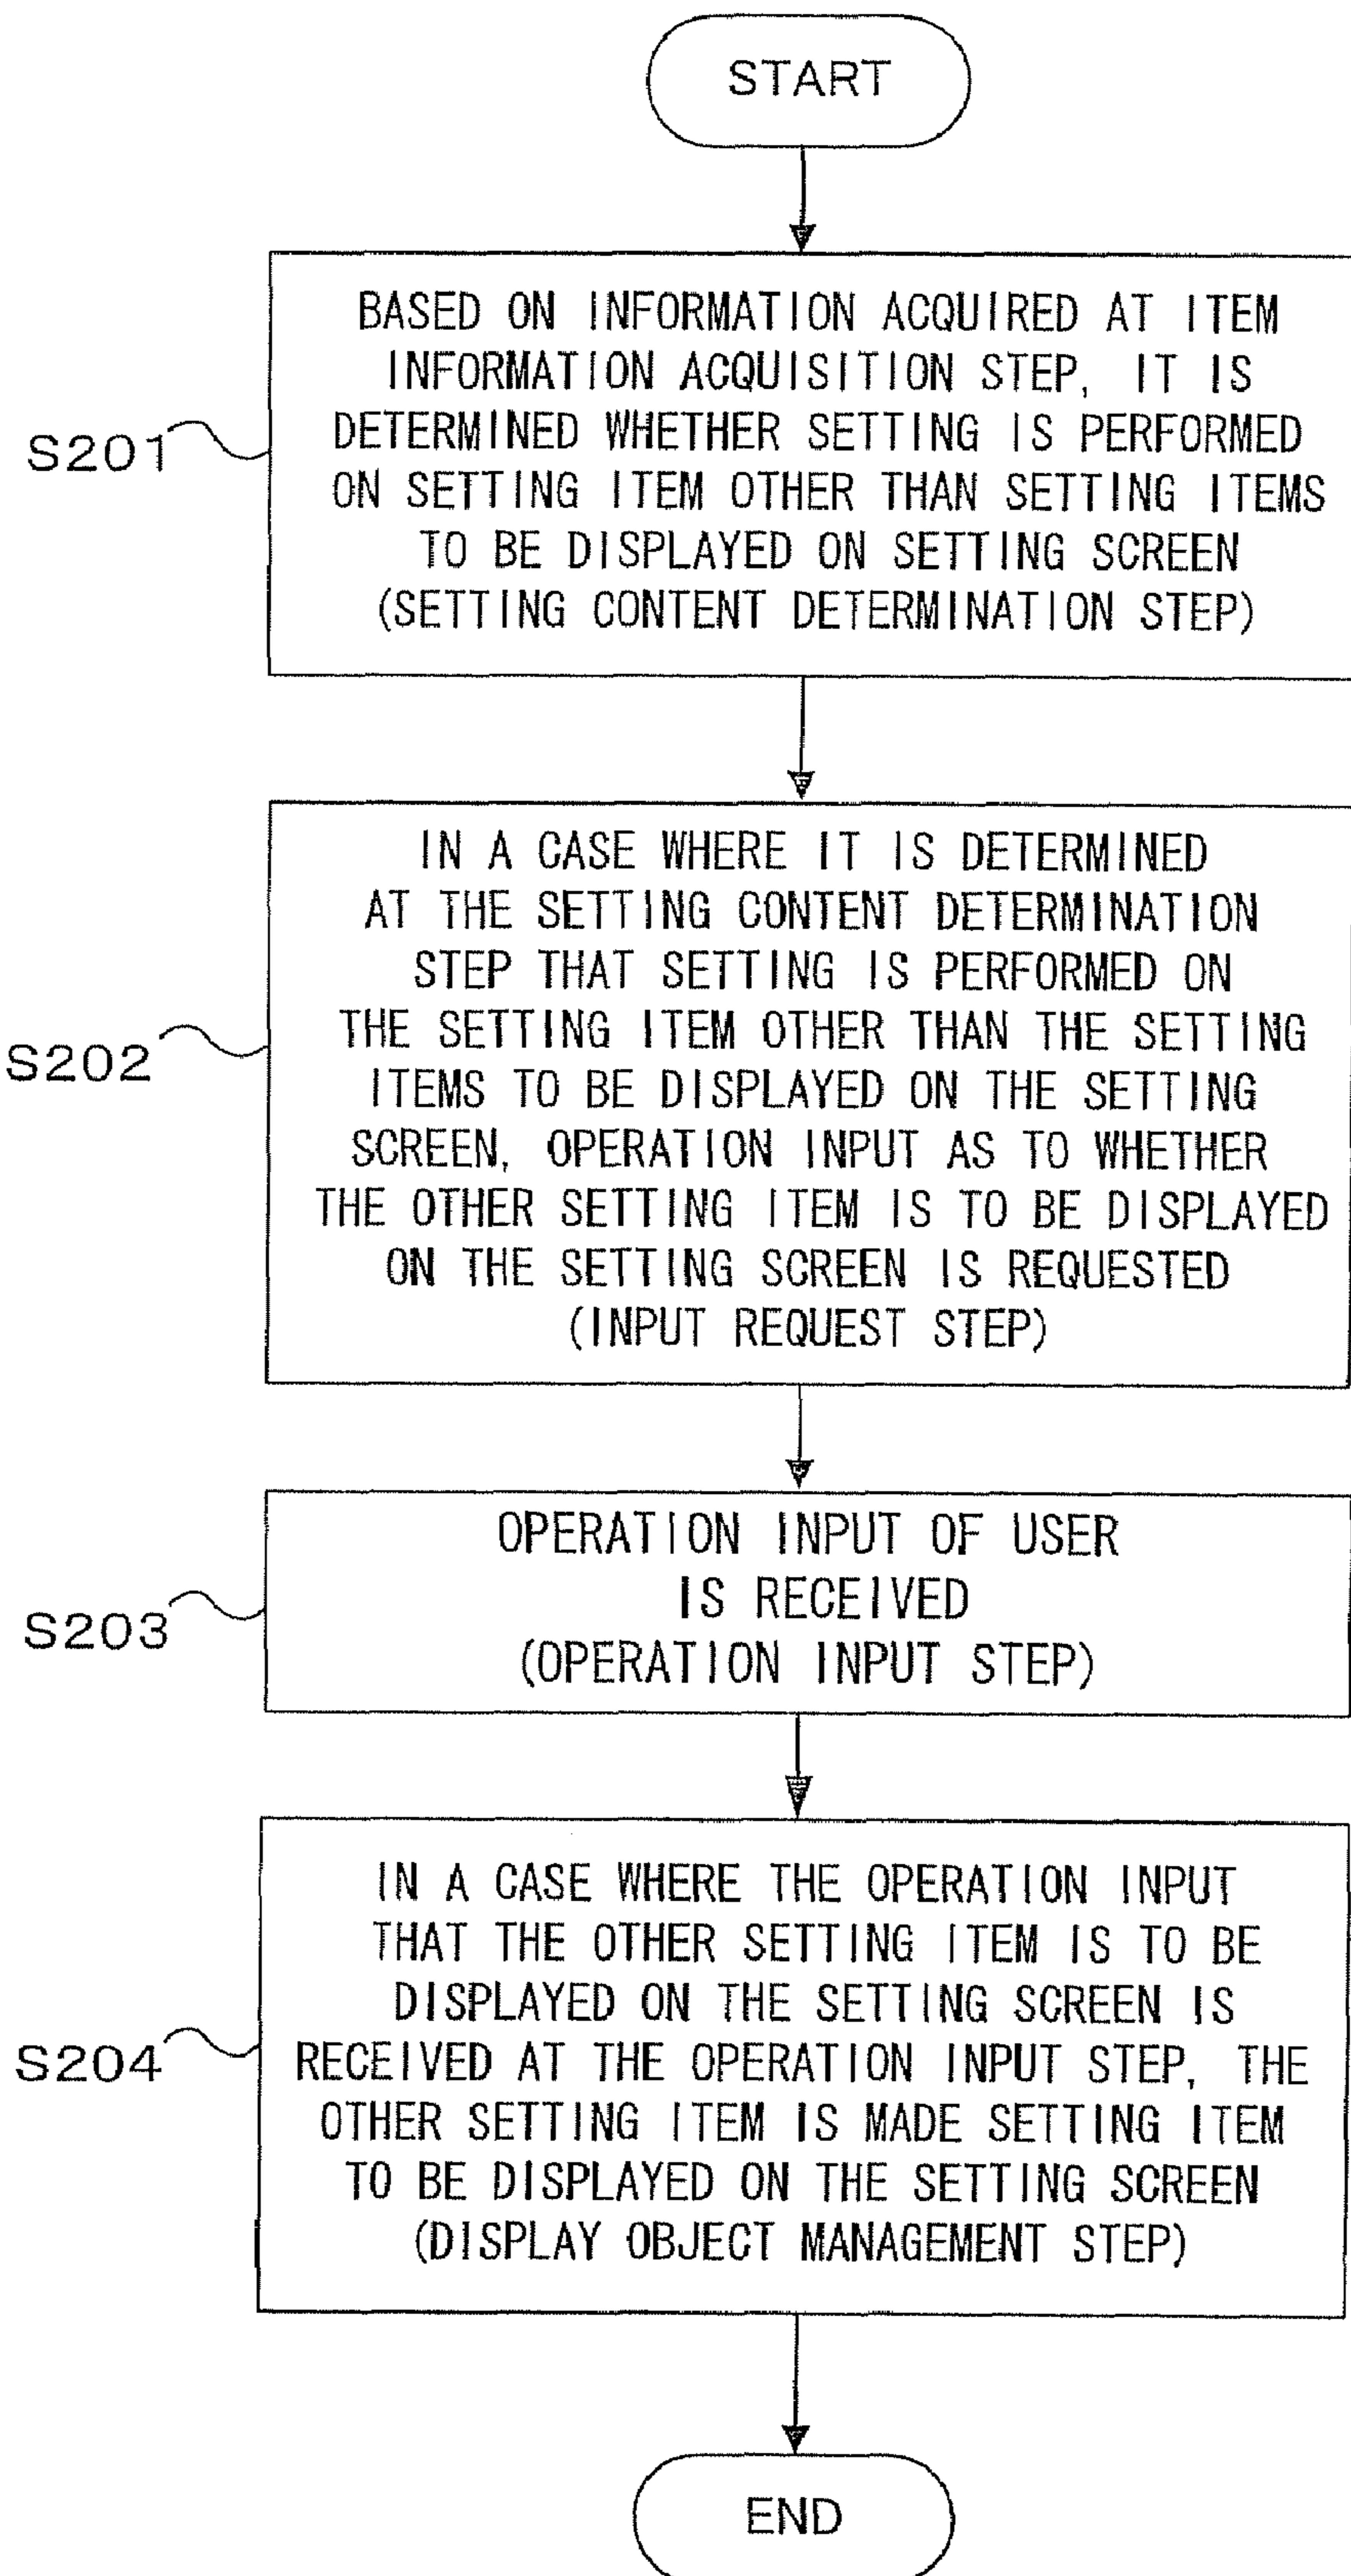 START
BASED ON INFORMATION ACQUIRED AT ITEM
INFORMATION ACQUISITION STEP, IT IS
DETERMINED WHETHER SETTING IS PERFORMED
ON SETTING ITEM OTHER THAN SETTING ITEMS
TO BE DISPLAYED ON SETTING SCREEN
(SETTING CONTENT DETERMINATION STEP)
S201
IN A CASE WHERE IT IS DETERMINED
AT THE SETTING CONTENT DETERMINATION
STEP THAT SETTING IS PERFORMED ON
THE SETTING ITEM OTHER THAN THE SETTING
ITEMS TO BE DISPLAYED ON THE SETTING
SCREEN, OPERATION INPUT AS TO WHETHER
THE OTHER SETTING ITEM IS TO BE DISPLAYED
ON THE SETTING SCREEN IS REQUESTED
(INPUT REQUEST STEP)
S202
OPERATION INPUT OF USER
IS RECEIVED
(OPERATION INPUT STEP)
S203
IN A CASE WHERE THE OPERATION INPUT
THAT THE OTHER SETTING ITEM IS TO BE
DISPLAYED ON THE SETTING SCREEN IS
RECEIVED AT THE OPERATION INPUT STEP, THE
OTHER SETTING ITEM IS MADE SETTING ITEM
TO BE DISPLAYED ON THE SETTING SCREEN
(DISPLAY OBJECT MANAGEMENT STEP)
S204
END